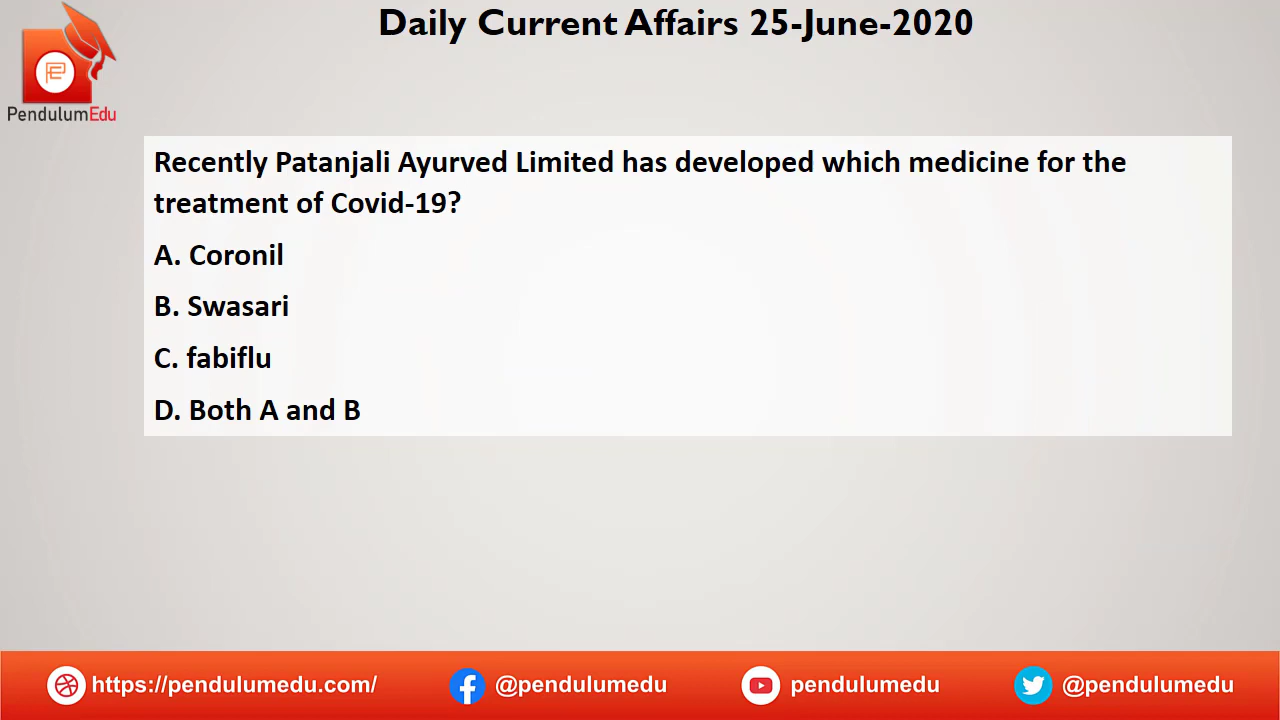 Daily Current Affairs 25-June-2020
PendulumEdu
Recently Patanjali Ayurved Limited has developed which medicine for the
treatment of Covid-19?
A. Coronil
B. Swasari
C. fabiflu
D. Both A and B
https://pendulumedu.com/ @pendulumedu pendulumedu @pendulumedu